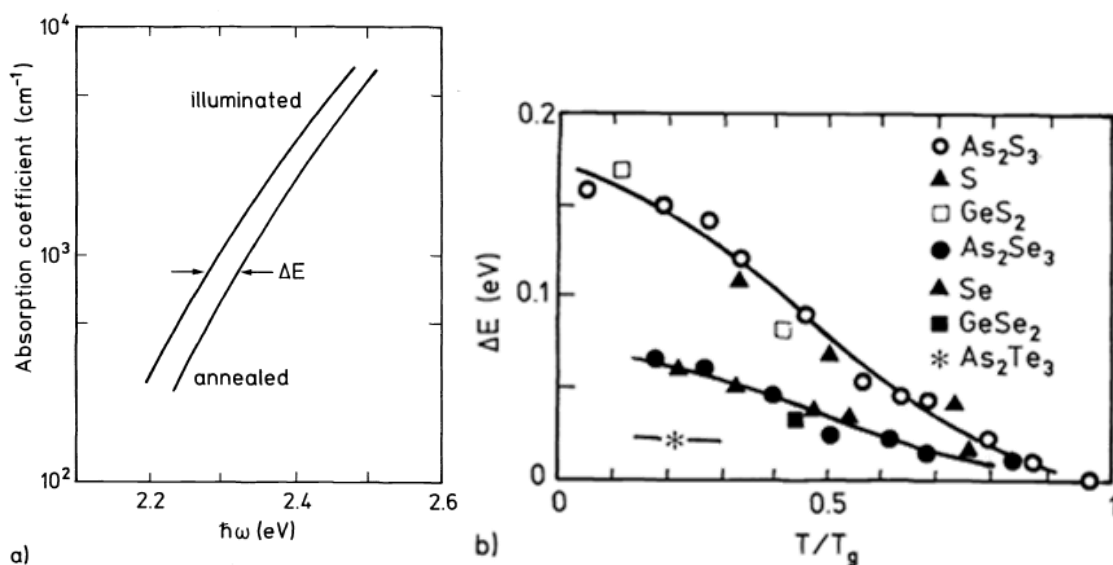 10⁴
10³
10²
Absorption coefficient (cm⁻¹)
illuminated
ΔE
annealed
2.2 2.4 2.6
ħω (eV)
a)
0.2
0.1
0
ΔE (eV)
As₂S₃
S
GeS₂
As₂Se₃
Se
GeSe₂
As₂Te₃
0 0.5 1
T/Tg
b)